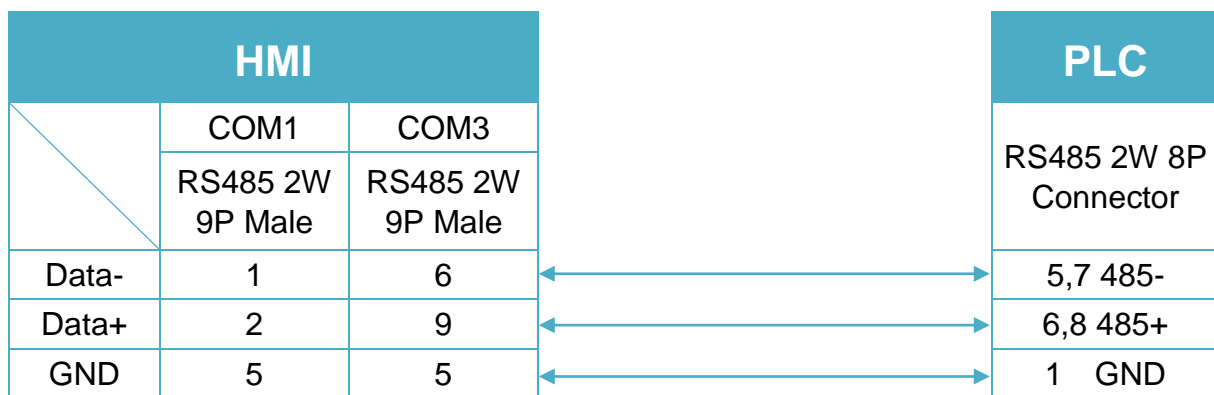 HMI PLC
COM1 COM3
RS485 2W 9P Male RS485 2W 9P Male RS485 2W 8P Connector
Data- 1 6 5,7 485-
Data+ 2 9 6,8 485+
GND 5 5 1 GND